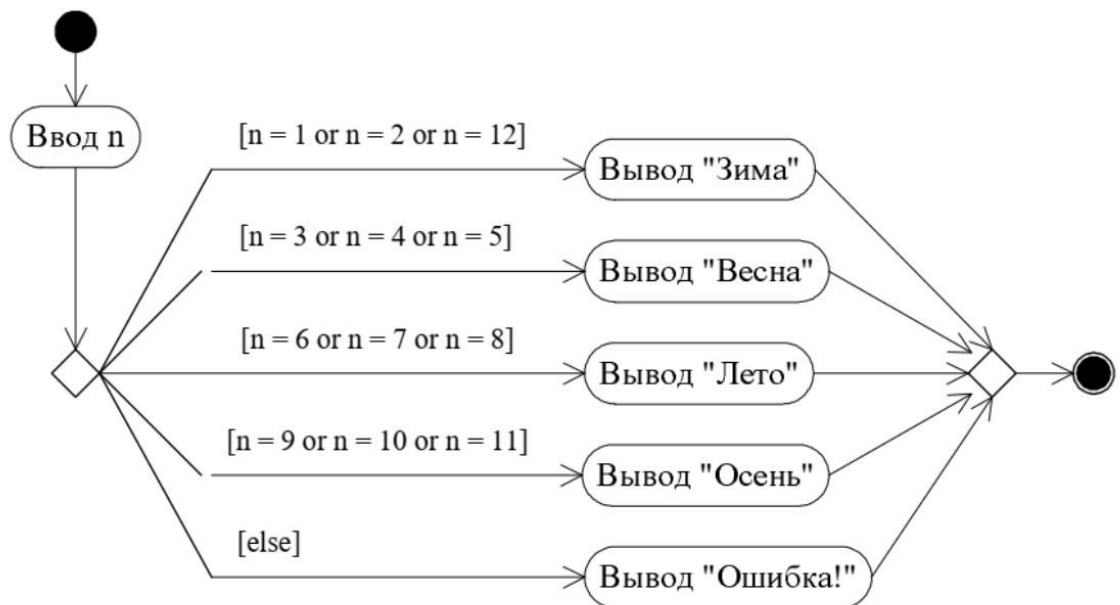 Ввод n
[n = 1 or n = 2 or n = 12]
Вывод "Зима"
[n = 3 or n = 4 or n = 5]
Вывод "Весна"
[n = 6 or n = 7 or n = 8]
Вывод "Лето"
[n = 9 or n = 10 or n = 11]
Вывод "Осень"
[else]
Вывод "Ошибка!"